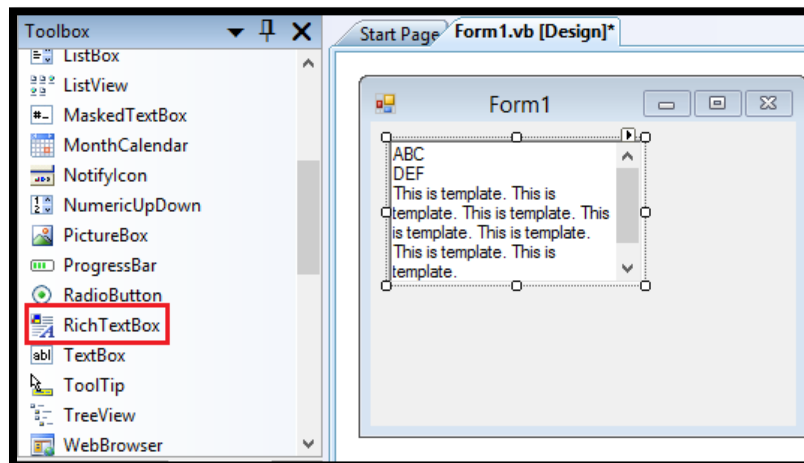 Toolbox
ListBox
ListView
MaskedTextBox
MonthCalendar
NotifyIcon
NumericUpDown
PictureBox
ProgressBar
RadioButton
RichTextBox
abl TextBox
ToolTip
TreeView
WebBrowser
Start Page Form1.vb [Design]*
Form1
ABC
DEF
This is template. This is
template. This is template. This
is template. This is template.
This is template. This is
template.